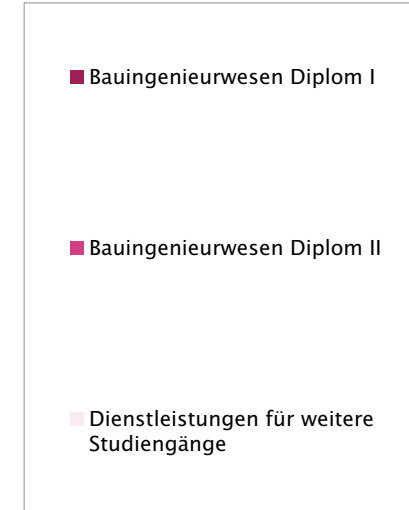 Bauingenieurwesen Diplom I
Bauingenieurwesen Diplom II
Dienstleistungen für weitere
Studiengänge